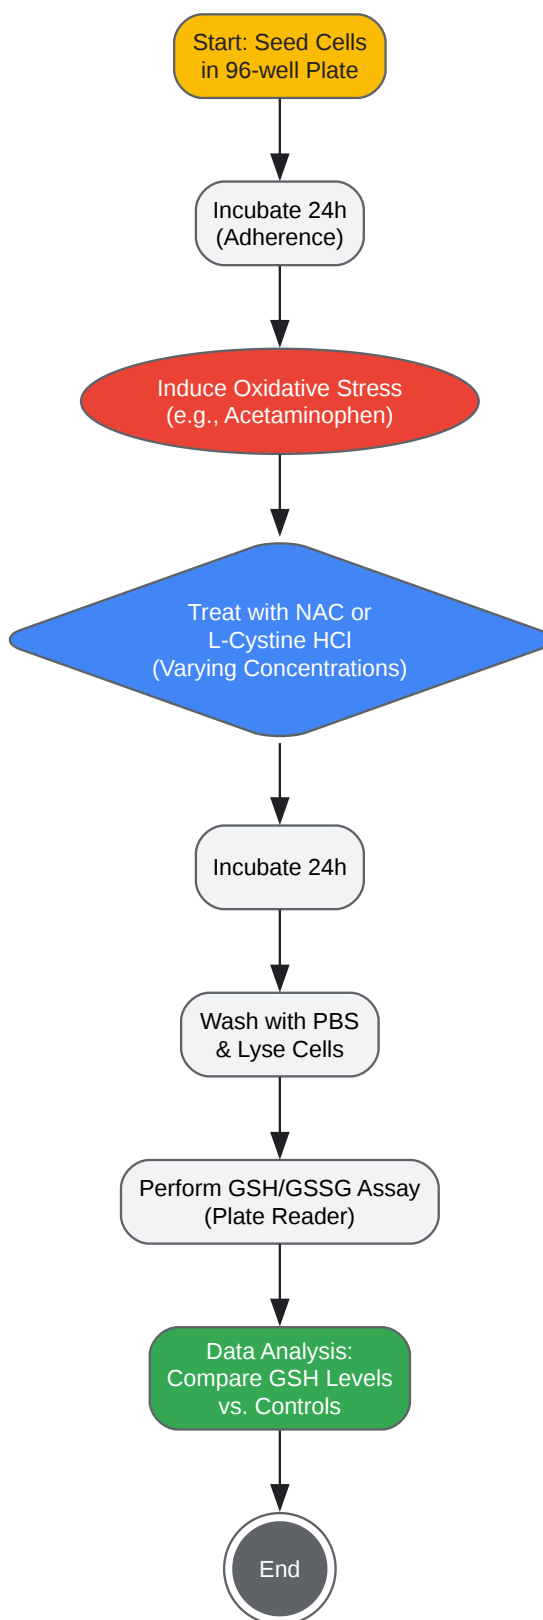 Start: Seed Cells
in 96-well Plate
Incubate 24h
(Adherence)
Induce Oxidative Stress
(e.g., Acetaminophen)
Treat with NAC or
L-Cystine HCl
(Varying Concentrations)
Incubate 24h
Wash with PBS
& Lyse Cells
Perform GSH/GSSG Assay
(Plate Reader)
Data Analysis:
Compare GSH Levels
vs. Controls
End